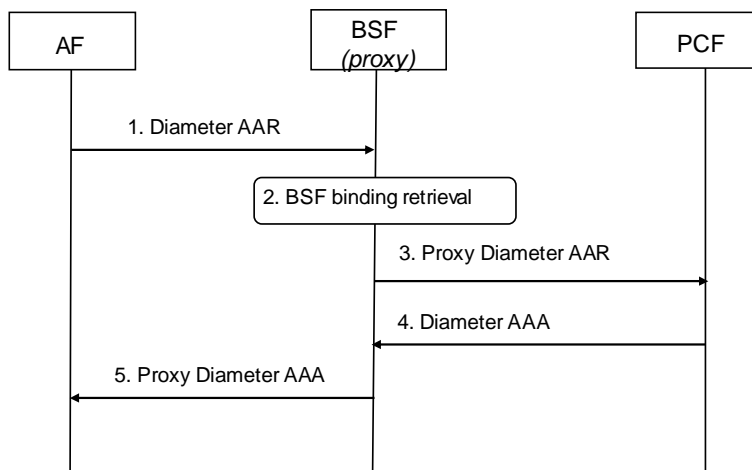 AF
BSF
(proxy)
PCF
1. Diameter AAR
2. BSF binding retrieval
3. Proxy Diameter AAR
4. Diameter AAA
5. Proxy Diameter AAA